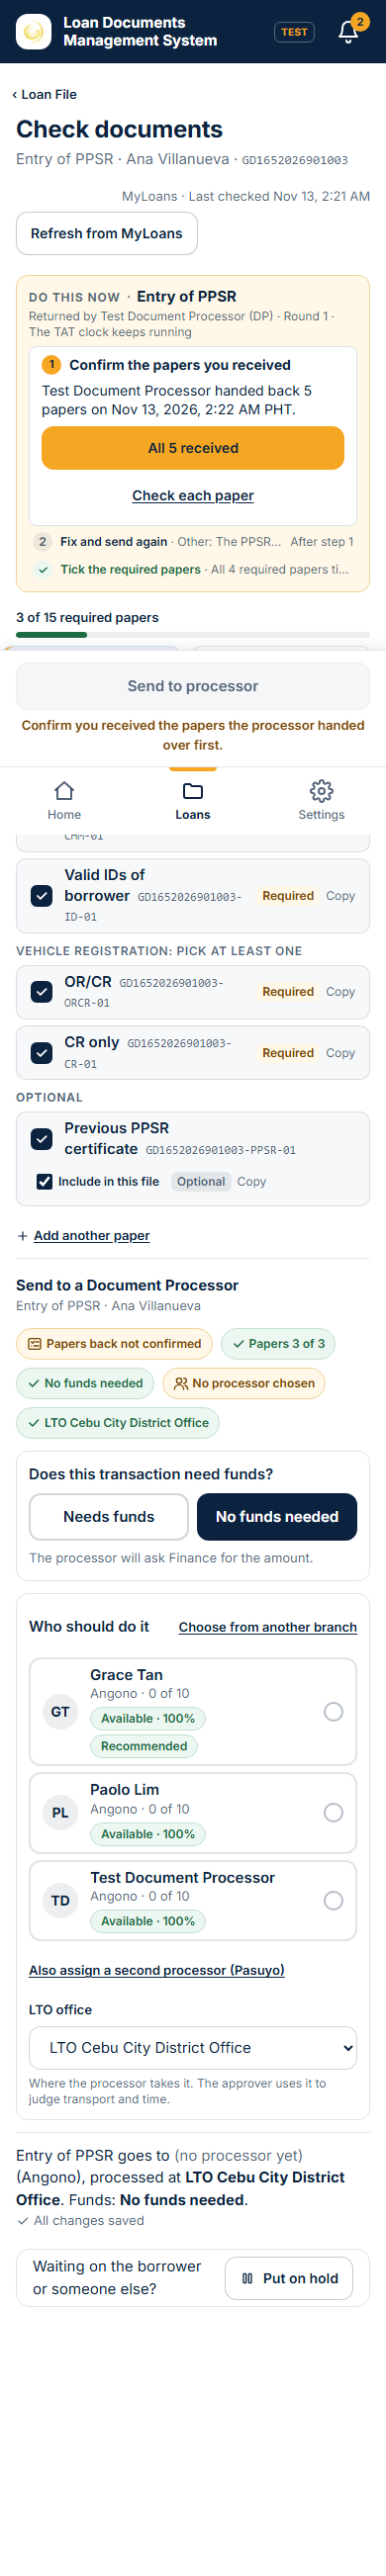 Loan Documents
Management System
TEST
2
‹ Loan File
Check documents
Entry of PPSR · Ana Villanueva · GD1652026901003
MyLoans · Last checked Nov 13, 2:21 AM
Refresh from MyLoans
DO THIS NOW · Entry of PPSR
Returned by Test Document Processor (DP) · Round 1 ·
The TAT clock keeps running
1 Confirm the papers you received
Test Document Processor handed back 5
papers on Nov 13, 2026, 2:22 AM PHT.
All 5 received
Check each paper
2 Fix and send again · Other: The PPSR... After step 1
Tick the required papers · All 4 required papers ti...
3 of 15 required papers
Send to processor
Confirm you received the papers the processor handed
over first.
Home
Loans
Settings
CHM-01
Valid IDs of
borrower GD1652026901003-
ID-01
Required Copy
VEHICLE REGISTRATION: PICK AT LEAST ONE
OR/CR GD1652026901003-
ORCR-01
Required Copy
CR only GD1652026901003-
CR-01
Required Copy
OPTIONAL
Previous PPSR
certificate GD1652026901003-PPSR-01
Include in this file Optional Copy
+ Add another paper
Send to a Document Processor
Entry of PPSR · Ana Villanueva
Papers back not confirmed
Papers 3 of 3
No funds needed
No processor chosen
LTO Cebu City District Office
Does this transaction need funds?
Needs funds
No funds needed
The processor will ask Finance for the amount.
Who should do it
Choose from another branch
GT
Grace Tan
Angono · 0 of 10
Available · 100%
Recommended
PL
Paolo Lim
Angono · 0 of 10
Available · 100%
TD
Test Document Processor
Angono · 0 of 10
Available · 100%
Also assign a second processor (Pasuyo)
LTO office
LTO Cebu City District Office
Where the processor takes it. The approver uses it to
judge transport and time.
Entry of PPSR goes to (no processor yet)
(Angono), processed at LTO Cebu City District
Office. Funds: No funds needed.
All changes saved
Waiting on the borrower
or someone else?
Put on hold